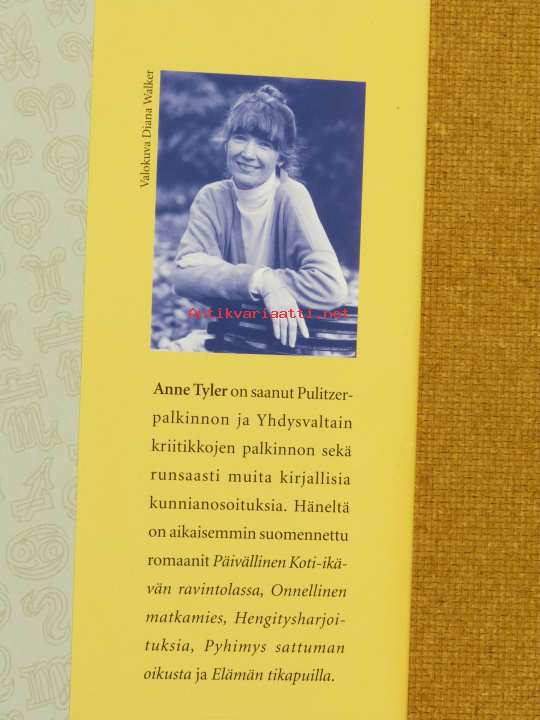 Valokuva Diana Walker
Antikvariaatti.net
Anne Tyler on saanut Pulitzer-
palkinnon ja Yhdysvaltain
kriitikkojen palkinnon sekä
runsaasti muita kirjallisia
kunnianosoituksia. Häneltä
on aikaisemmin suomennettu
romaanit Päivällinen Koti-ikä-
vän ravintolassa, Onnellinen
matkamies, Hengitysharjoi-
tuksia, Pyhimys sattuman
oikusta ja Elämän tikapuilla.